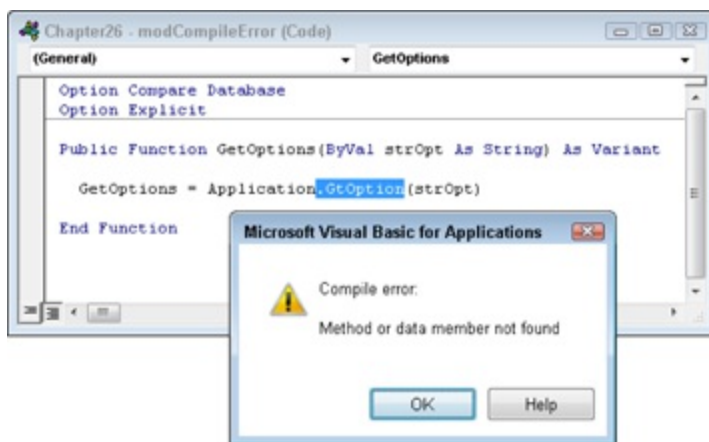 Chapter26 - modCompileError (Code)
(General) GetOptions
Option Compare Database
Option Explicit
Public Function GetOptions(ByVal strOpt As String) As Variant
GetOptions = Application.GtOption(strOpt)
End Function
Microsoft Visual Basic for Applications
Compile error:
Method or data member not found
OK Help